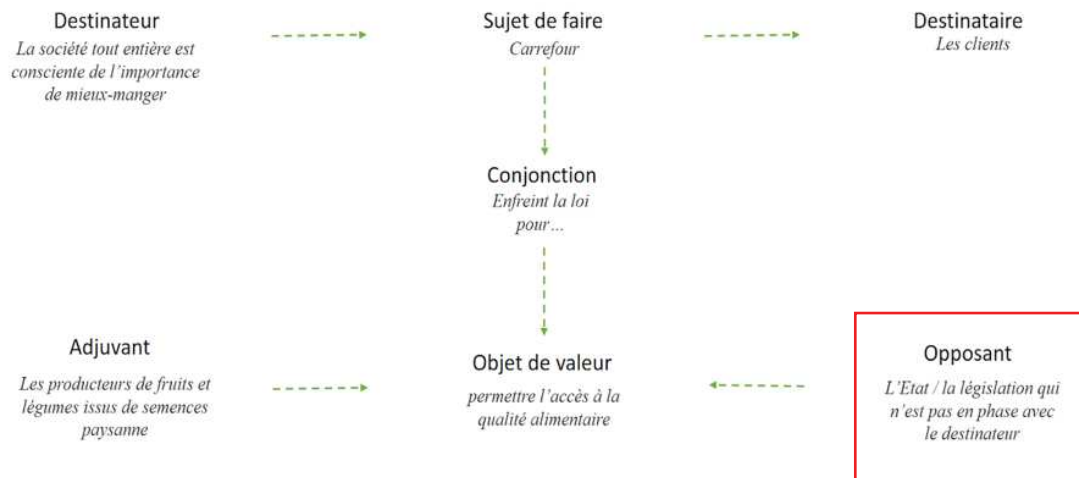 Destinateur
La société tout entière est
consciente de l'importance
de mieux-manger
Sujet de faire
Carrefour
Destinataire
Les clients
Conjonction
Enfreint la loi
pour…
Adjuvant
Les producteurs de fruits et
légumes issus de semences
paysanne
Objet de valeur
permettre l'accès à la
qualité alimentaire
Opposant
L'Etat / la législation qui
n'est pas en phase avec
le destinateur